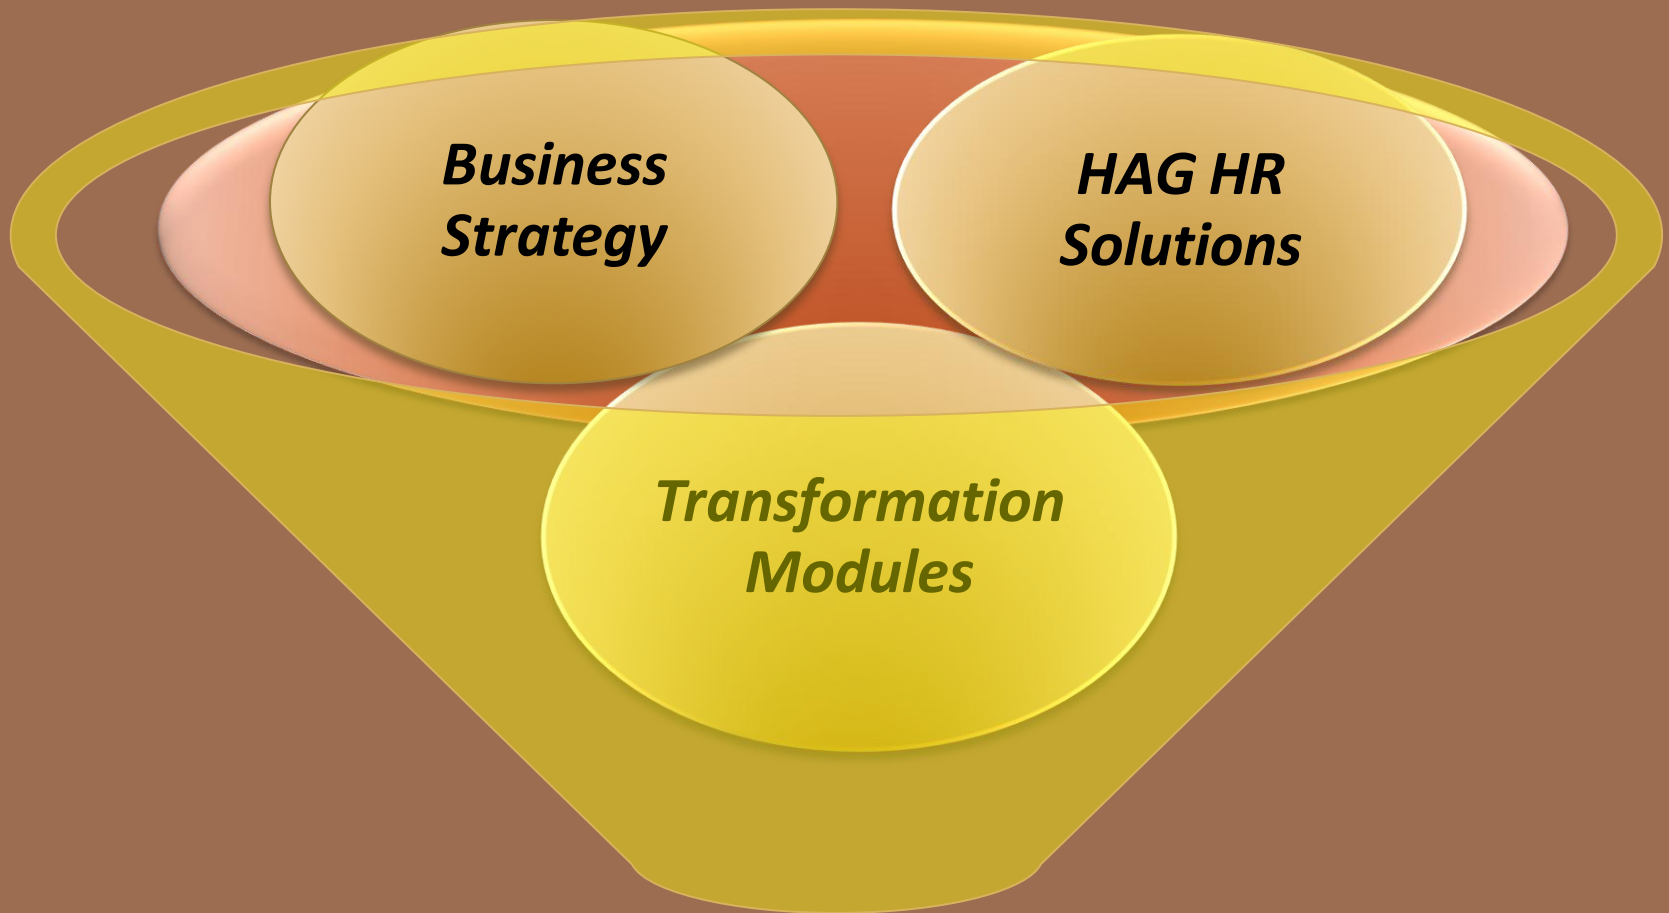 Business
Strategy
HAG HR
Solutions
Transformation
Modules